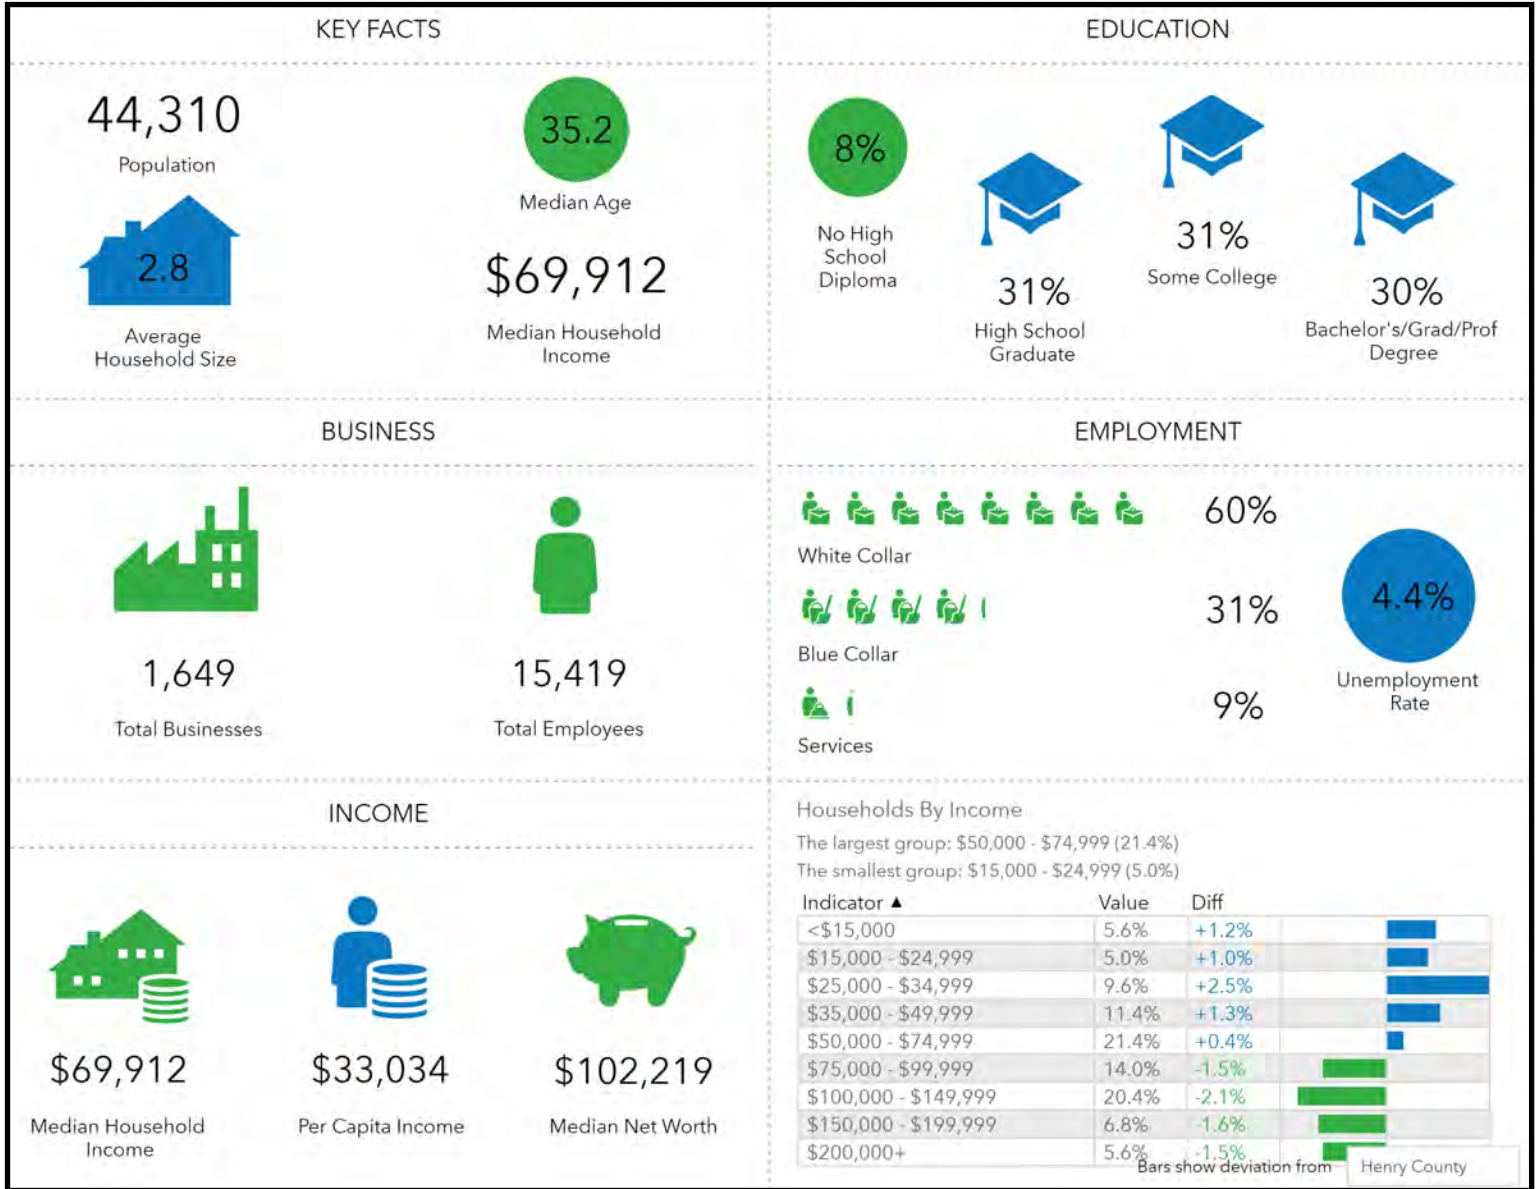 KEY FACTS
44,310
Population
35.2
Median Age
2.8
Average
Household Size
$69,912
Median Household
Income
EDUCATION
8%
No High
School
Diploma
31%
High School
Graduate
31%
Some College
30%
Bachelor's/Grad/Prof
Degree
BUSINESS
1,649
Total Businesses
15,419
Total Employees
EMPLOYMENT
60%
White Collar
31%
Blue Collar
9%
Services
4.4%
Unemployment
Rate
INCOME
$69,912
Median Household
Income
$33,034
Per Capita Income
$102,219
Median Net Worth
Households By Income
The largest group: $50,000 - $74,999 (21.4%)
The smallest group: $15,000 - $24,999 (5.0%)
Indicator ▲ Value Diff
<$15,000 5.6% +1.2%
$15,000 - $24,999 5.0% +1.0%
$25,000 - $34,999 9.6% +2.5%
$35,000 - $49,999 11.4% +1.3%
$50,000 - $74,999 21.4% +0.4%
$75,000 - $99,999 14.0% -1.5%
$100,000 - $149,999 20.4% -2.1%
$150,000 - $199,999 6.8% -1.6%
$200,000+ 5.6% -1.5%
Bars show deviation from Henry County